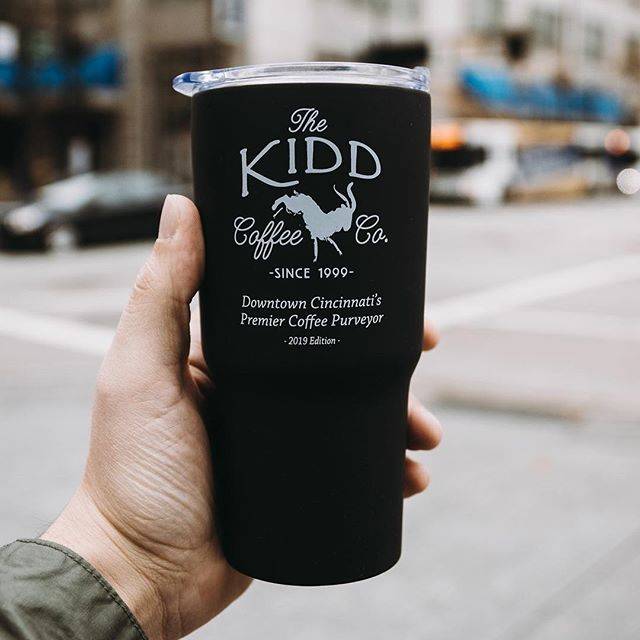 The
KIDD
Coffee Co.
-SINCE 1999-
Downtown Cincinnati's
Premier Coffee Purveyor
- 2019 Edition -